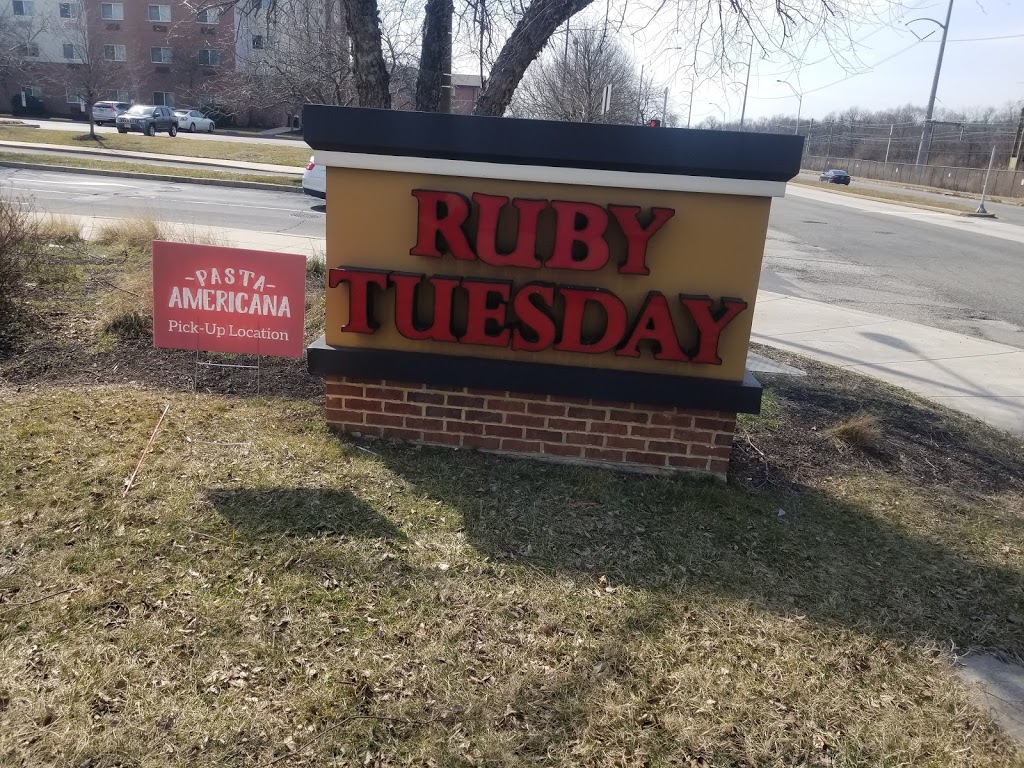 -PASTA-
AMERICANA
Pick-Up Location
RUBY
TUESDAY